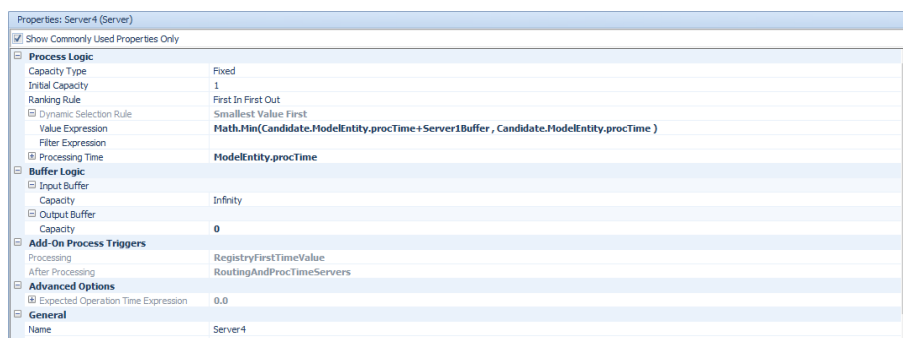 Properties: Server4 (Server)
Show Commonly Used Properties Only
Process Logic
Capacity Type Fixed
Initial Capacity 1
Ranking Rule First In First Out
Dynamic Selection Rule Smallest Value First
Value Expression Math.Min(Candidate.ModelEntity.procTime+Server1Buffer , Candidate.ModelEntity.procTime )
Filter Expression
Processing Time ModelEntity.procTime
Buffer Logic
Input Buffer
Capacity Infinity
Output Buffer
Capacity 0
Add-On Process Triggers
Processing RegistryFirstTimeValue
After Processing RoutingAndProcTimeServers
Advanced Options
Expected Operation Time Expression 0.0
General
Name Server4